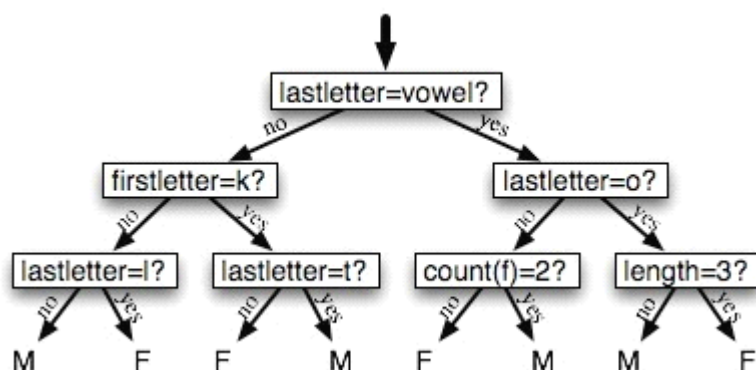 lastletter=vowel?
no yes
firstletter=k? lastletter=o?
no yes no yes
lastletter=l? lastletter=t? count(f)=2? length=3?
no yes no yes no yes no yes
M F F M F M M F